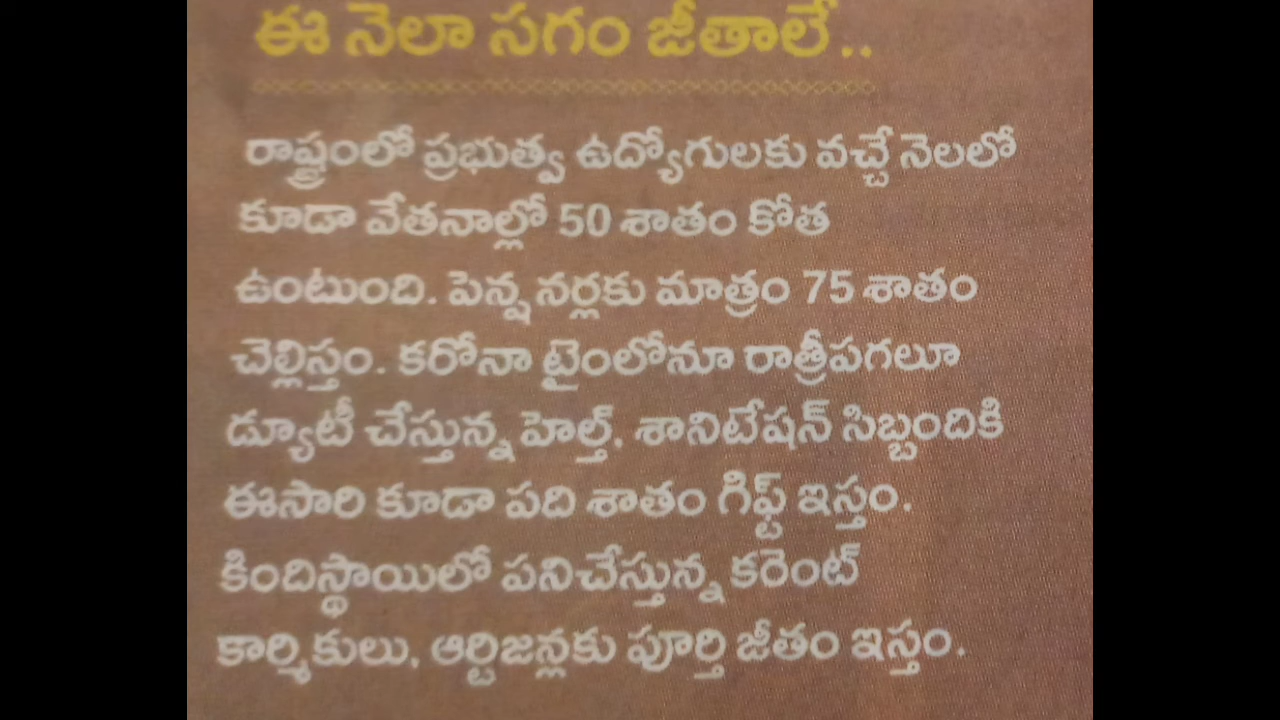 ఈ నెలా సగం జీతాలే..
రాష్ట్రంలో ప్రభుత్వ ఉద్యోగులకు వచ్చే నెలలో
కూడా వేతనాల్లో 50 శాతం కోత
ఉంటుంది. పెన్షనర్లకు మాత్రం 75 శాతం
చెల్లిస్తం. కరోనా టైంలోనూ రాత్రీపగలూ
డ్యూటీ చేస్తున్న హెల్త్, శానిటేషన్ సిబ్బందికి
ఈసారి కూడా పది శాతం గిఫ్ట్ ఇస్తం.
కిందిస్థాయిలో పనిచేస్తున్న కరెంట్
కార్మికులు, ఆర్టిజన్లకు పూర్తి జీతం ఇస్తం.